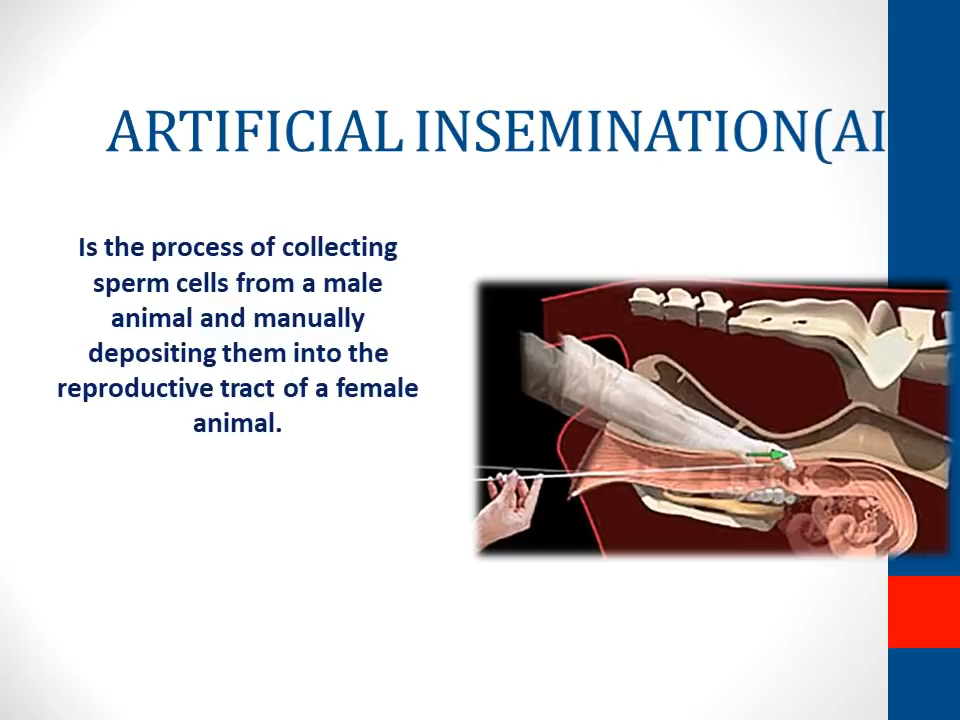 ARTIFICIAL INSEMINATION(AI
Is the process of collecting
sperm cells from a male
animal and manually
depositing them into the
reproductive tract of a female
animal.